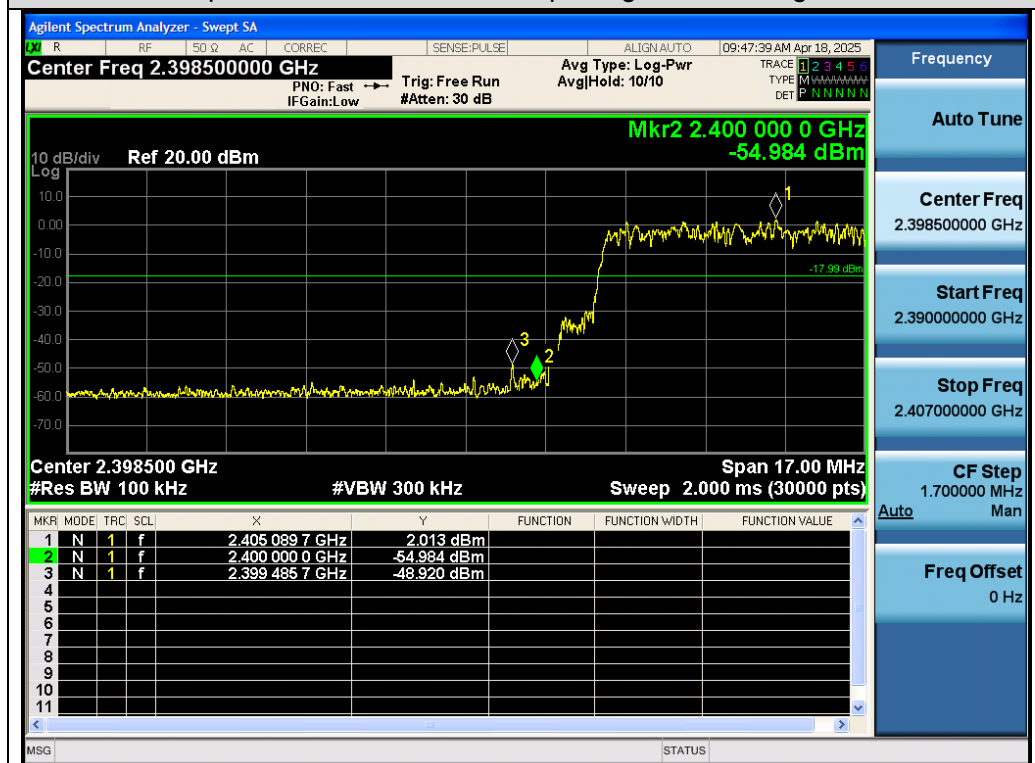 Agilent Spectrum Analyzer - Swept SA
LXI R RF 50 Ω AC CORREC SENSE:PULSE ALIGN AUTO 09:47:39 AM Apr 18, 2025
Center Freq 2.398500000 GHz
PNO: Fast
IFGain:Low
Trig: Free Run
#Atten: 30 dB
Avg Type: Log-Pwr
Avg|Hold: 10/10
TRACE 1 2 3 4 5 6
TYPE M
DET P N N N N N
Mkr2 2.400 000 0 GHz
-54.984 dBm
10 dB/div Ref 20.00 dBm
Log
10.0
0.00
-10.0
-20.0
-30.0
-40.0
-50.0
-60.0
-70.0
1
-17.99 dBm
3
2
Center 2.398500 GHz Span 17.00 MHz
#Res BW 100 kHz #VBW 300 kHz Sweep 2.000 ms (30000 pts)
MKR MODE TRC SCL X Y FUNCTION FUNCTION WIDTH FUNCTION VALUE
1 N 1 f 2.405 089 7 GHz 2.013 dBm
2 N 1 f 2.400 000 0 GHz -54.984 dBm
3 N 1 f 2.399 485 7 GHz -48.920 dBm
4
5
6
7
8
9
10
11
MSG STATUS
Frequency
Auto Tune
Center Freq
2.398500000 GHz
Start Freq
2.390000000 GHz
Stop Freq
2.407000000 GHz
CF Step
1.700000 MHz
Auto Man
Freq Offset
0 Hz